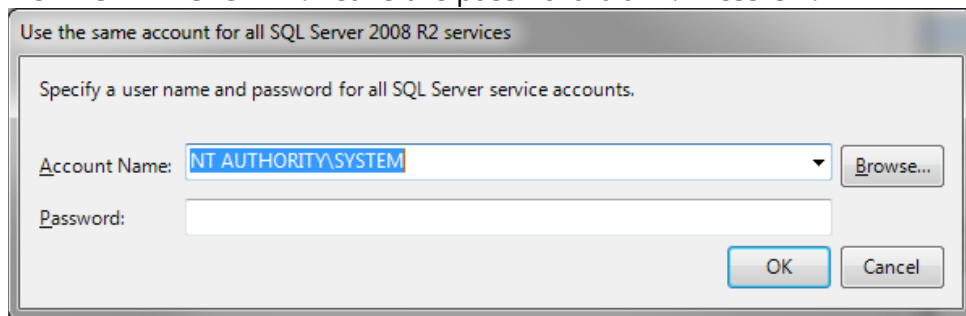 Use the same account for all SQL Server 2008 R2 services
Specify a user name and password for all SQL Server service accounts.
Account Name: NT AUTHORITY\SYSTEM Browse...
Password:
OK Cancel